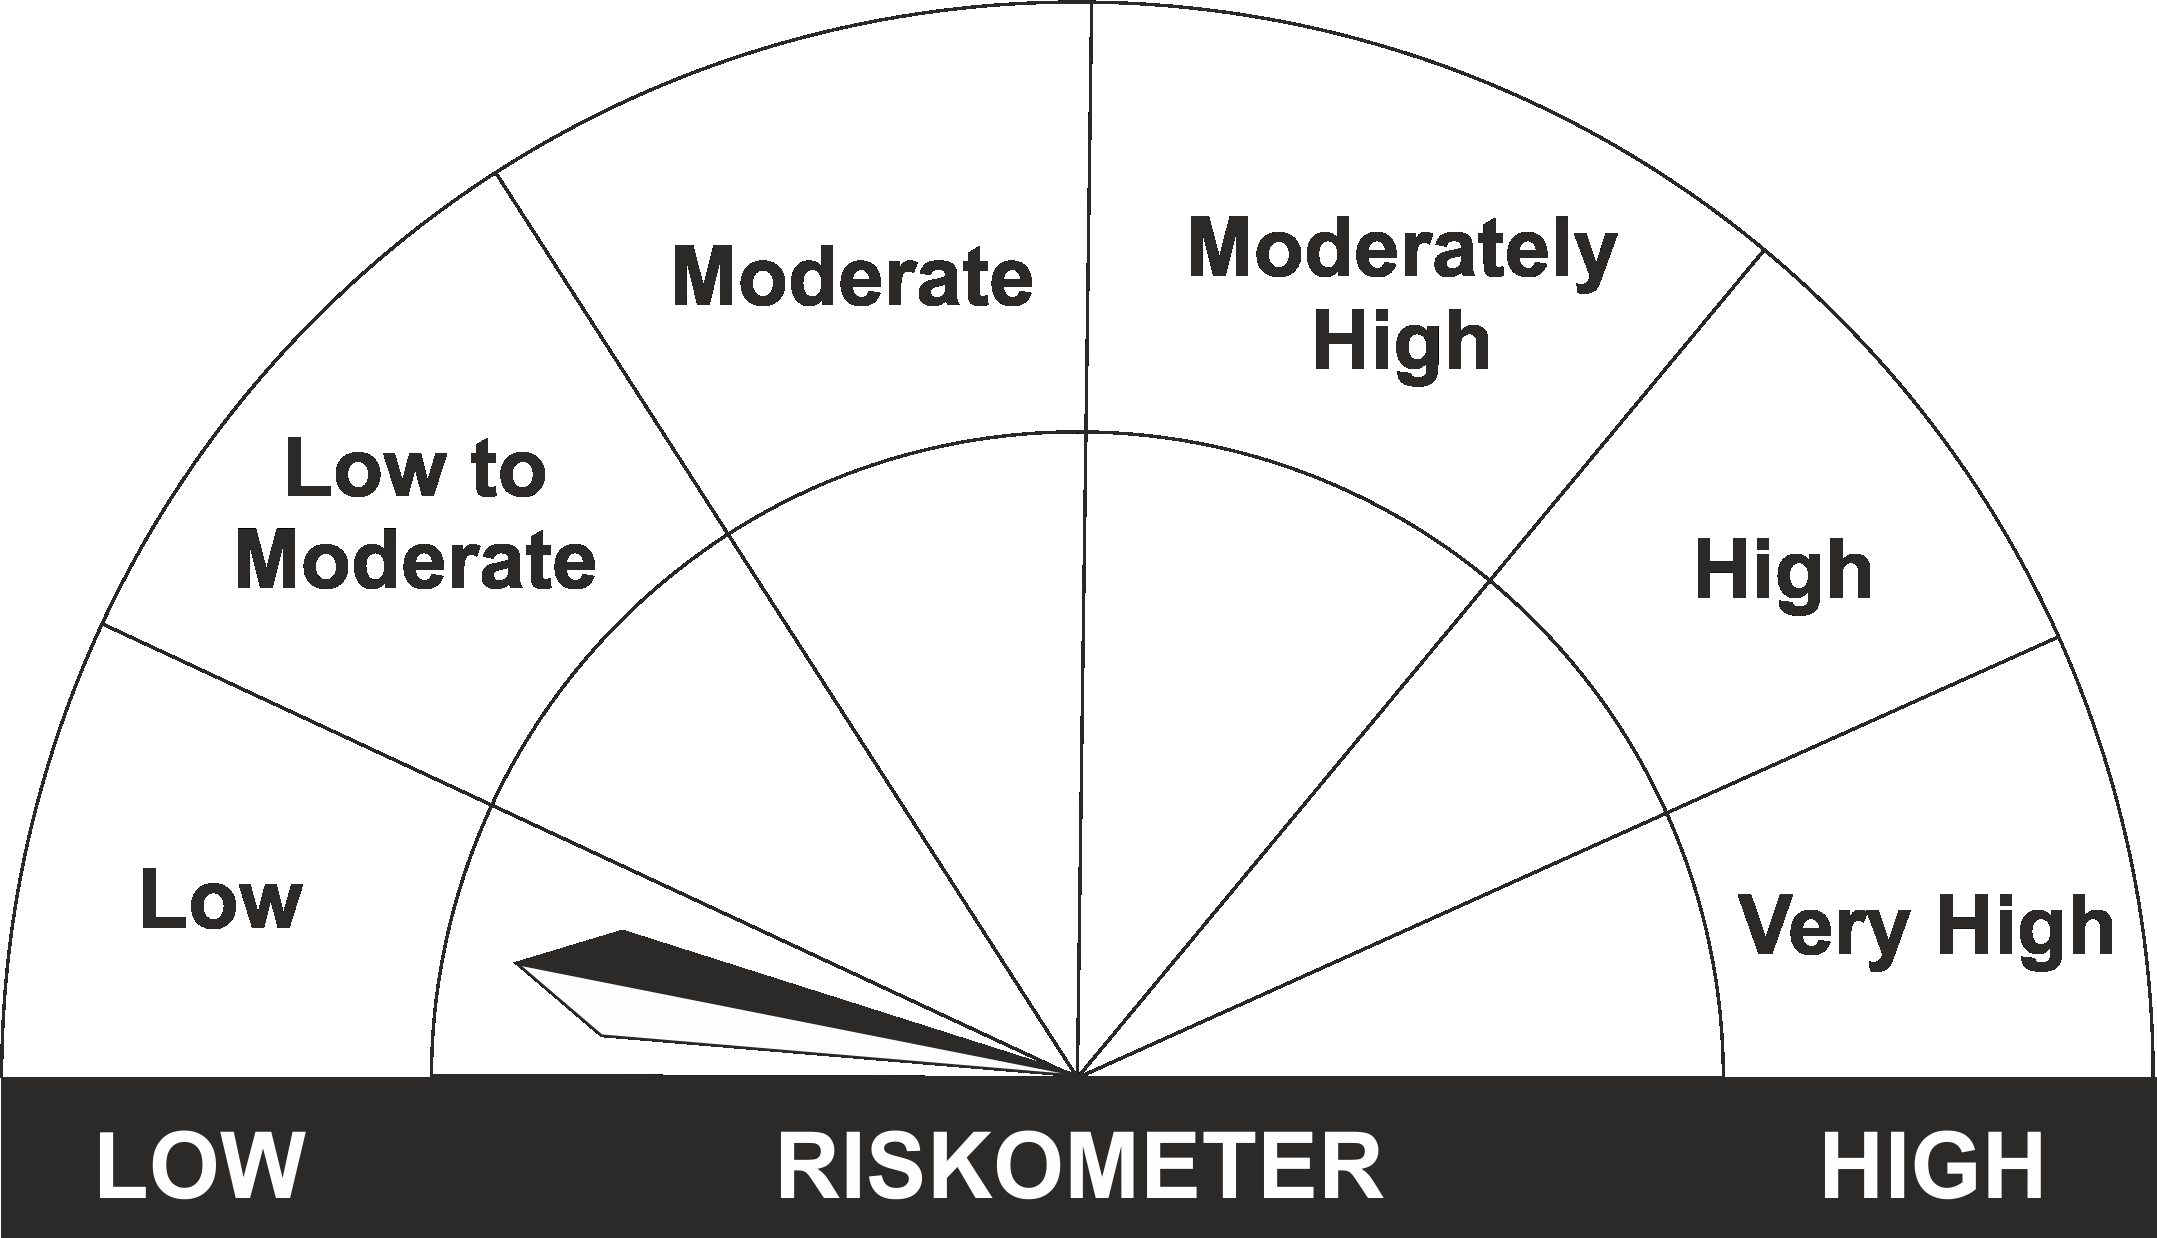 Moderate
Moderately
High
Low to
Moderate
High
Low
Very High
LOW RISKOMETER HIGH